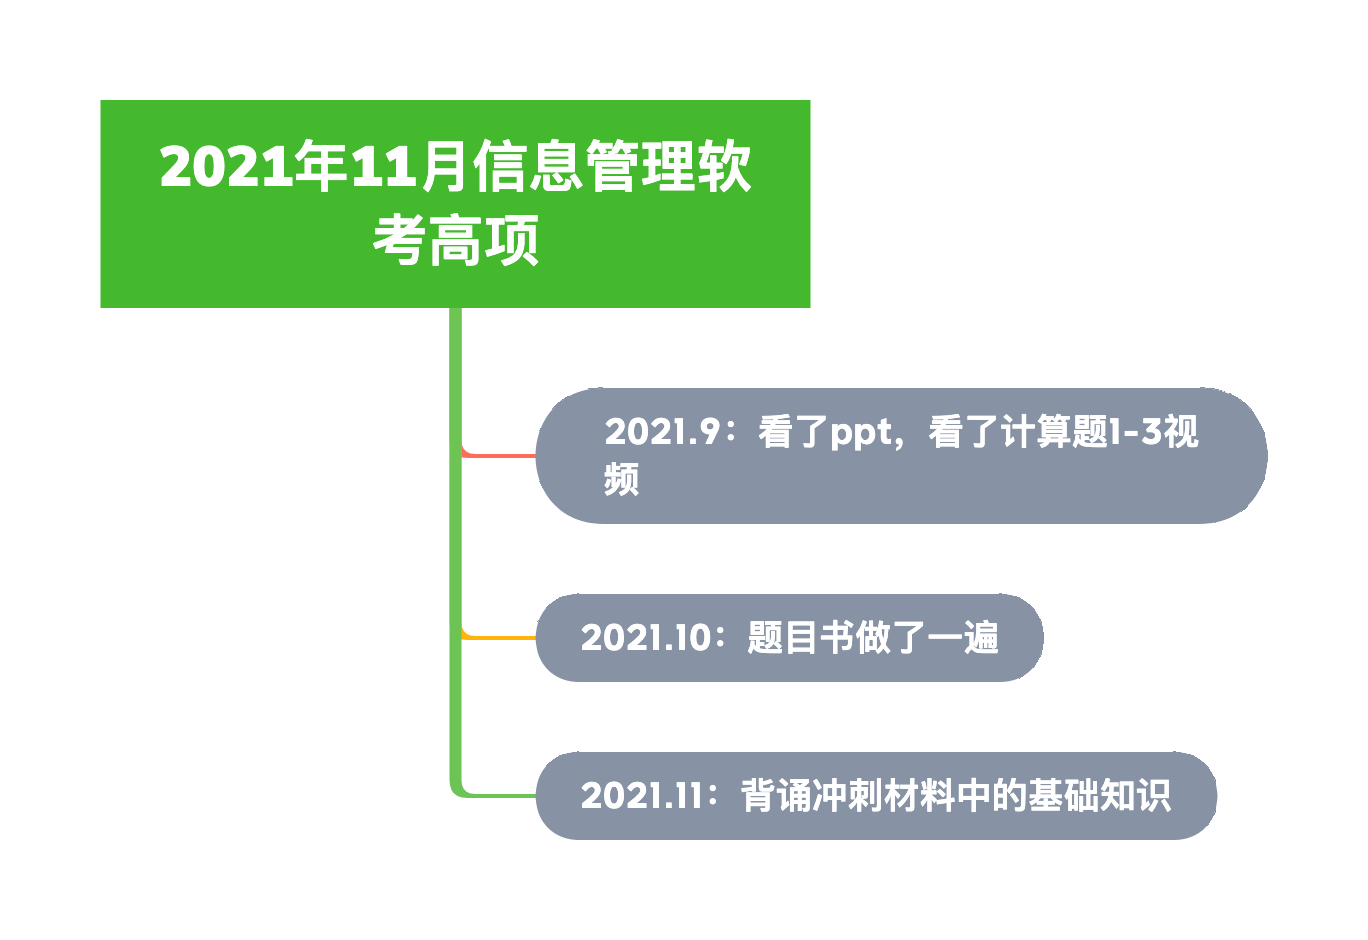 2021年11月信息管理软
考高项
2021.9：看了ppt，看了计算题1-3视
频
2021.10：题目书做了一遍
2021.11：背诵冲刺材料中的基础知识